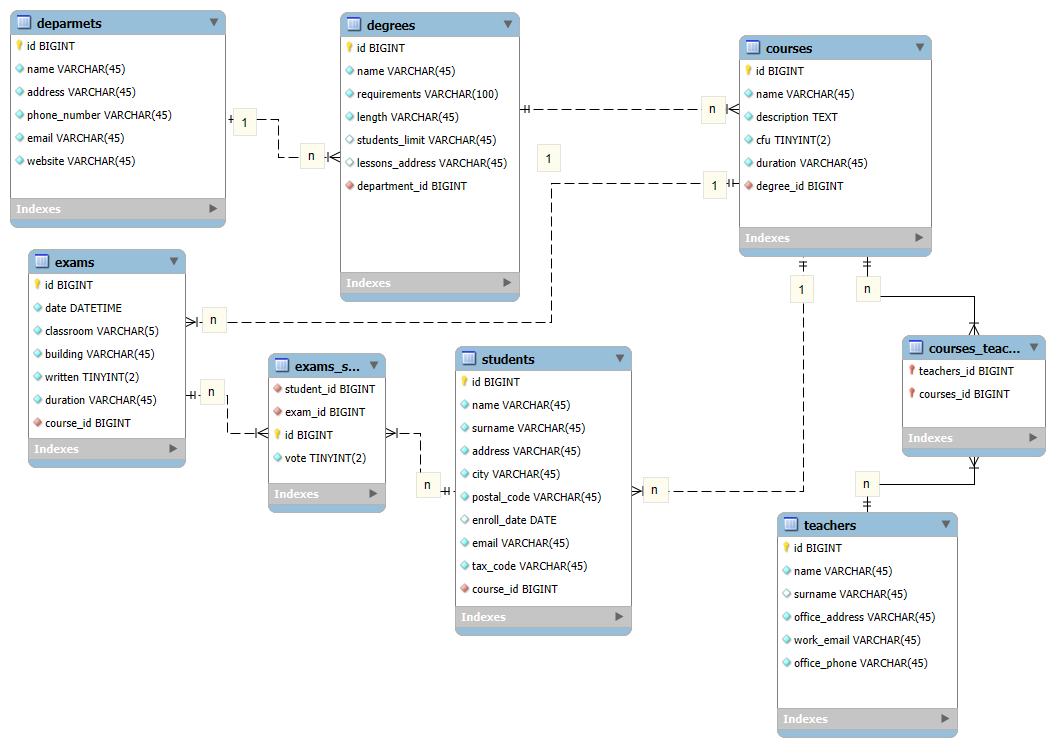 deparmets
id BIGINT
name VARCHAR(45)
address VARCHAR(45)
phone_number VARCHAR(45)
email VARCHAR(45)
website VARCHAR(45)
Indexes
1
n
degrees
id BIGINT
name VARCHAR(45)
requirements VARCHAR(100)
length VARCHAR(45)
students_limit VARCHAR(45)
lessons_address VARCHAR(45)
department_id BIGINT
Indexes
1
n
1
courses
id BIGINT
name VARCHAR(45)
description TEXT
cfu TINYINT(2)
duration VARCHAR(45)
degree_id BIGINT
Indexes
exams
id BIGINT
date DATETIME
classroom VARCHAR(5)
building VARCHAR(45)
written TINYINT(2)
duration VARCHAR(45)
course_id BIGINT
Indexes
n
n
exams_s...
student_id BIGINT
exam_id BIGINT
id BIGINT
vote TINYINT(2)
Indexes
n
students
id BIGINT
name VARCHAR(45)
surname VARCHAR(45)
address VARCHAR(45)
city VARCHAR(45)
postal_code VARCHAR(45)
enroll_date DATE
email VARCHAR(45)
tax_code VARCHAR(45)
course_id BIGINT
Indexes
n
1
n
courses_teac...
teachers_id BIGINT
courses_id BIGINT
Indexes
n
teachers
id BIGINT
name VARCHAR(45)
surname VARCHAR(45)
office_address VARCHAR(45)
work_email VARCHAR(45)
office_phone VARCHAR(45)
Indexes